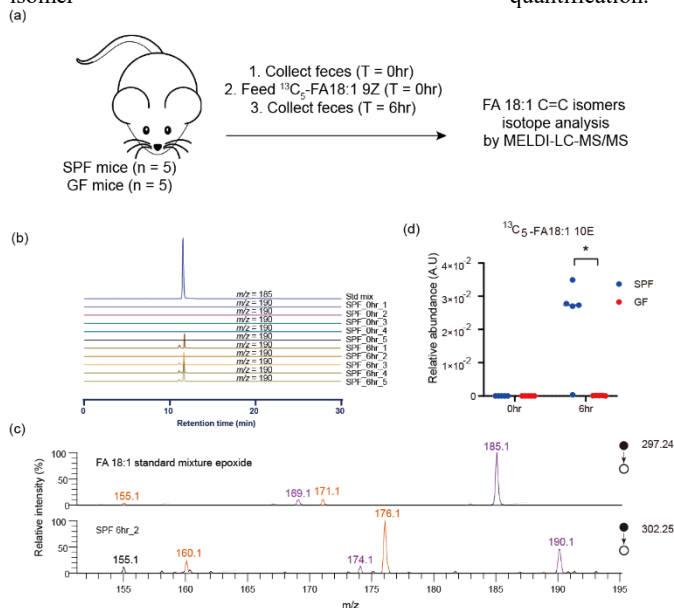 isomer quantification.
(a)
1. Collect feces (T = 0hr)
2. Feed ¹³C₅-FA18:1 9Z (T = 0hr)
3. Collect feces (T = 6hr)
FA 18:1 C=C isomers
isotope analysis
by MELDI-LC-MS/MS
SPF mice (n = 5)
GF mice (n = 5)
(b)
m/z = 185 Std mix
m/z = 190 SPF_0hr_1
m/z = 190 SPF_0hr_2
m/z = 190 SPF_0hr_3
m/z = 190 SPF_0hr_4
m/z = 190 SPF_0hr_5
m/z = 190 SPF_6hr_1
m/z = 190 SPF_6hr_2
m/z = 190 SPF_6hr_3
m/z = 190 SPF_6hr_4
m/z = 190 SPF_6hr_5
0 10 20 30
Retention time (min)
(d)
¹³C₅-FA18:1 10E
*
SPF
GF
Relative abundance (A.U)
4×10⁻²
3×10⁻²
2×10⁻²
1×10⁻²
0
0hr 6hr
(c)
Relative intensity (%)
100
50
0
FA 18:1 standard mixture epoxide
155.1 169.1 171.1 185.1
297.24
100
50
0
SPF 6hr_2
155.1 160.1 174.1 176.1 190.1
302.25
155 160 165 170 175 180 185 190 195
m/z